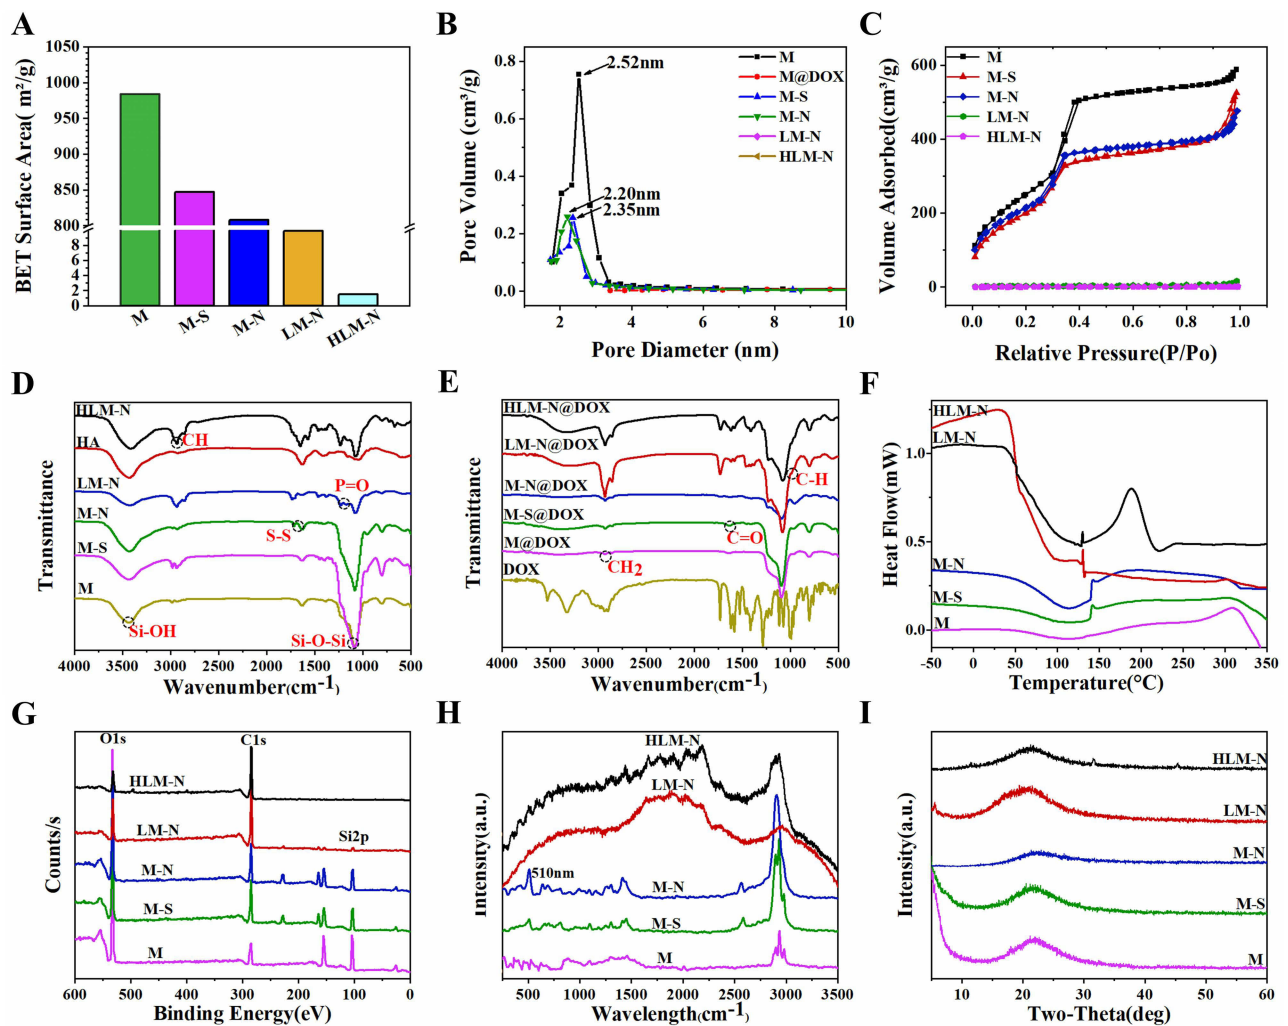 A
BET Surface Area( m²/g)
1050
1000
950
900
850
800
8
6
4
2
0
M
M-S
M-N
LM-N
HLM-N
B
Pore Volume (cm³/g)
0.8
0.6
0.4
0.2
0.0
2.52nm
2.20nm
2.35nm
M
M@DOX
M-S
M-N
LM-N
HLM-N
2 4 6 8 10
Pore Diameter (nm)
C
Volume Adsorbed(cm³/g)
600
400
200
0
M
M-S
M-N
LM-N
HLM-N
0.0 0.2 0.4 0.6 0.8 1.0
Relative Pressure(P/Po)
D
Transmittance
HLM-N
CH
HA
LM-N
P=O
M-N
S-S
M-S
M
Si-OH
Si-O-Si
4000 3000 2000 1000 500
Wavenumber(cm-1)
E
Transmittance
HLM-N@DOX
LM-N@DOX
C-H
M-N@DOX
M-S@DOX
C=O
M@DOX
CH2
DOX
4000 3000 2000 1000 500
Wavenumber(cm-1)
F
Heat Flow(mW)
HLM-N
LM-N
1.0
0.5
M-N
M-S
M
0.0
-50 0 50 100 150 200 250 300 350
Temperature(°C)
G
Counts/s
O1s
C1s
HLM-N
LM-N
Si2p
M-N
M-S
M
600 500 400 300 200 100 0
Binding Energy(eV)
H
Intensity(a.u.)
HLM-N
LM-N
510nm
M-N
M-S
M
500 1000 1500 2000 2500 3000 3500
Wavelength(cm-1)
I
Intensity(a.u.)
HLM-N
LM-N
M-N
M-S
M
10 20 30 40 50 60
Two-Theta(deg)